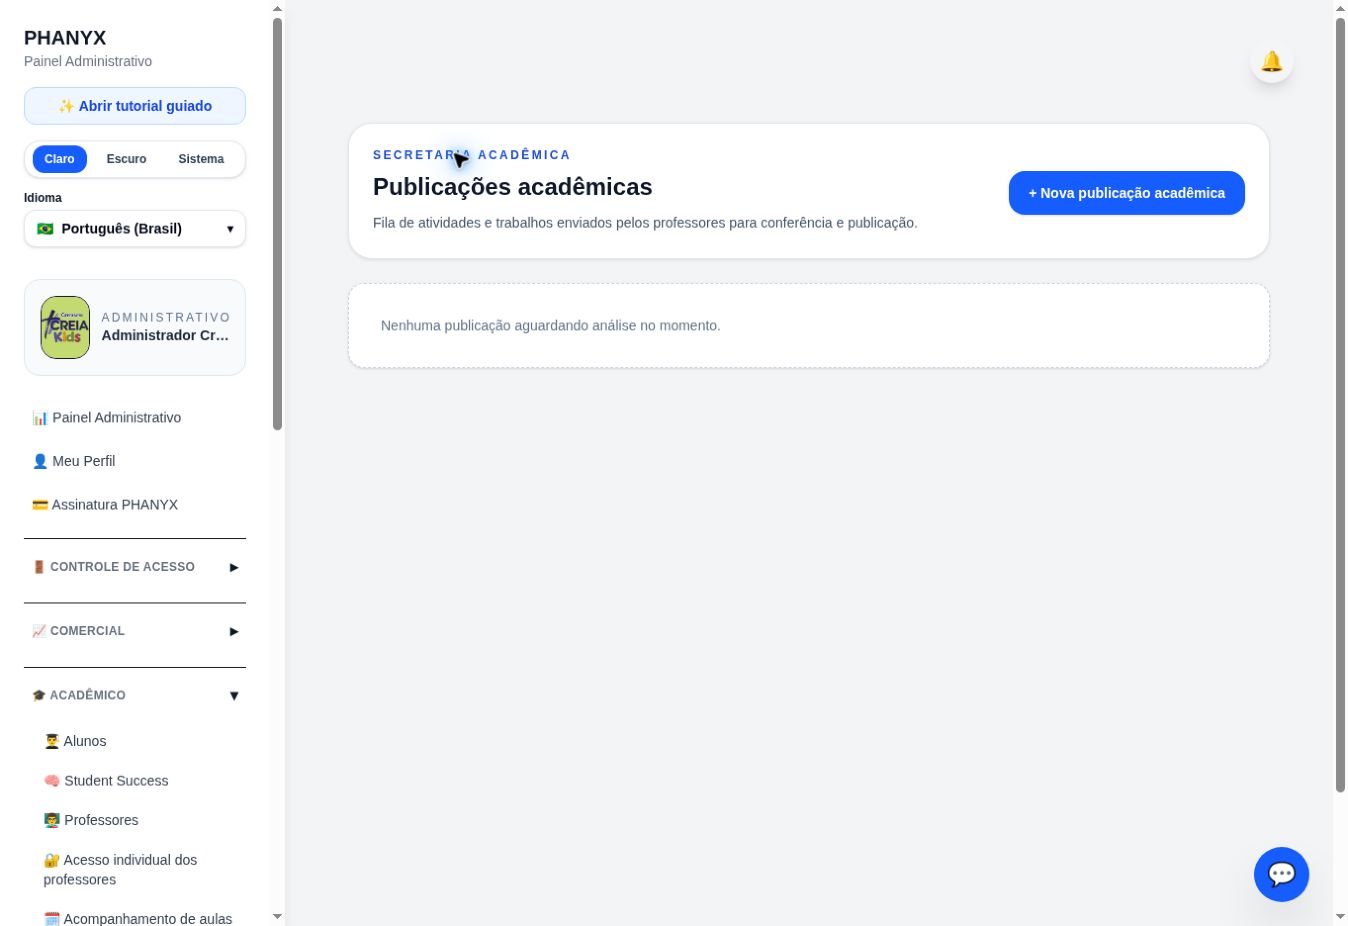 PHANYX
Painel Administrativo
✨ Abrir tutorial guiado
Claro Escuro Sistema
Idioma
Português (Brasil)
CREIA
Kids
ADMINISTRATIVO
Administrador Cr...
Painel Administrativo
Meu Perfil
Assinatura PHANYX
CONTROLE DE ACESSO
COMERCIAL
ACADÊMICO
Alunos
Student Success
Professores
Acesso individual dos
professores
Acompanhamento de aulas
SECRETARIA ACADÊMICA
Publicações acadêmicas
Fila de atividades e trabalhos enviados pelos professores para conferência e publicação.
+ Nova publicação acadêmica
Nenhuma publicação aguardando análise no momento.